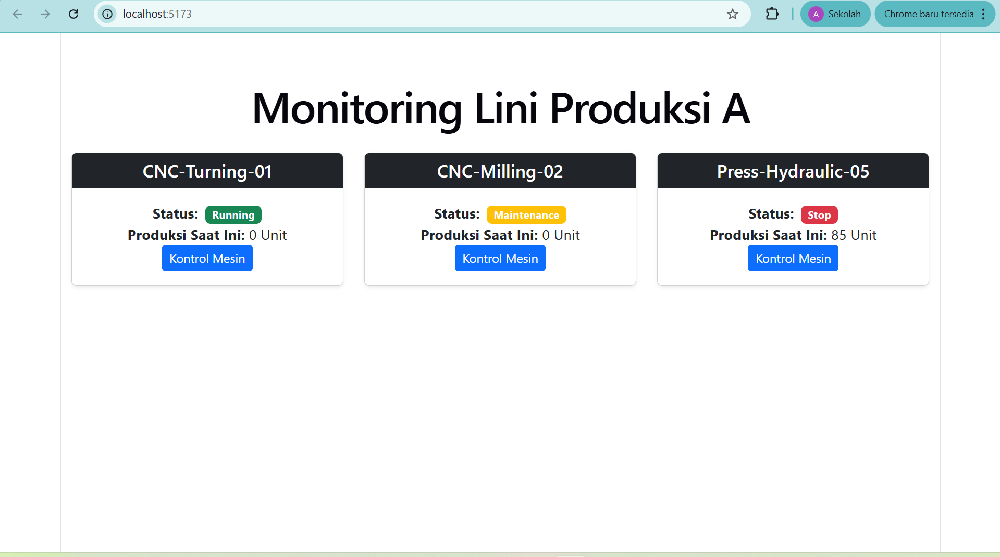 localhost:5173
A Sekolah
Chrome baru tersedia
Monitoring Lini Produksi A
CNC-Turning-01
Status: Running
Produksi Saat Ini: 0 Unit
Kontrol Mesin
CNC-Milling-02
Status: Maintenance
Produksi Saat Ini: 0 Unit
Kontrol Mesin
Press-Hydraulic-05
Status: Stop
Produksi Saat Ini: 85 Unit
Kontrol Mesin